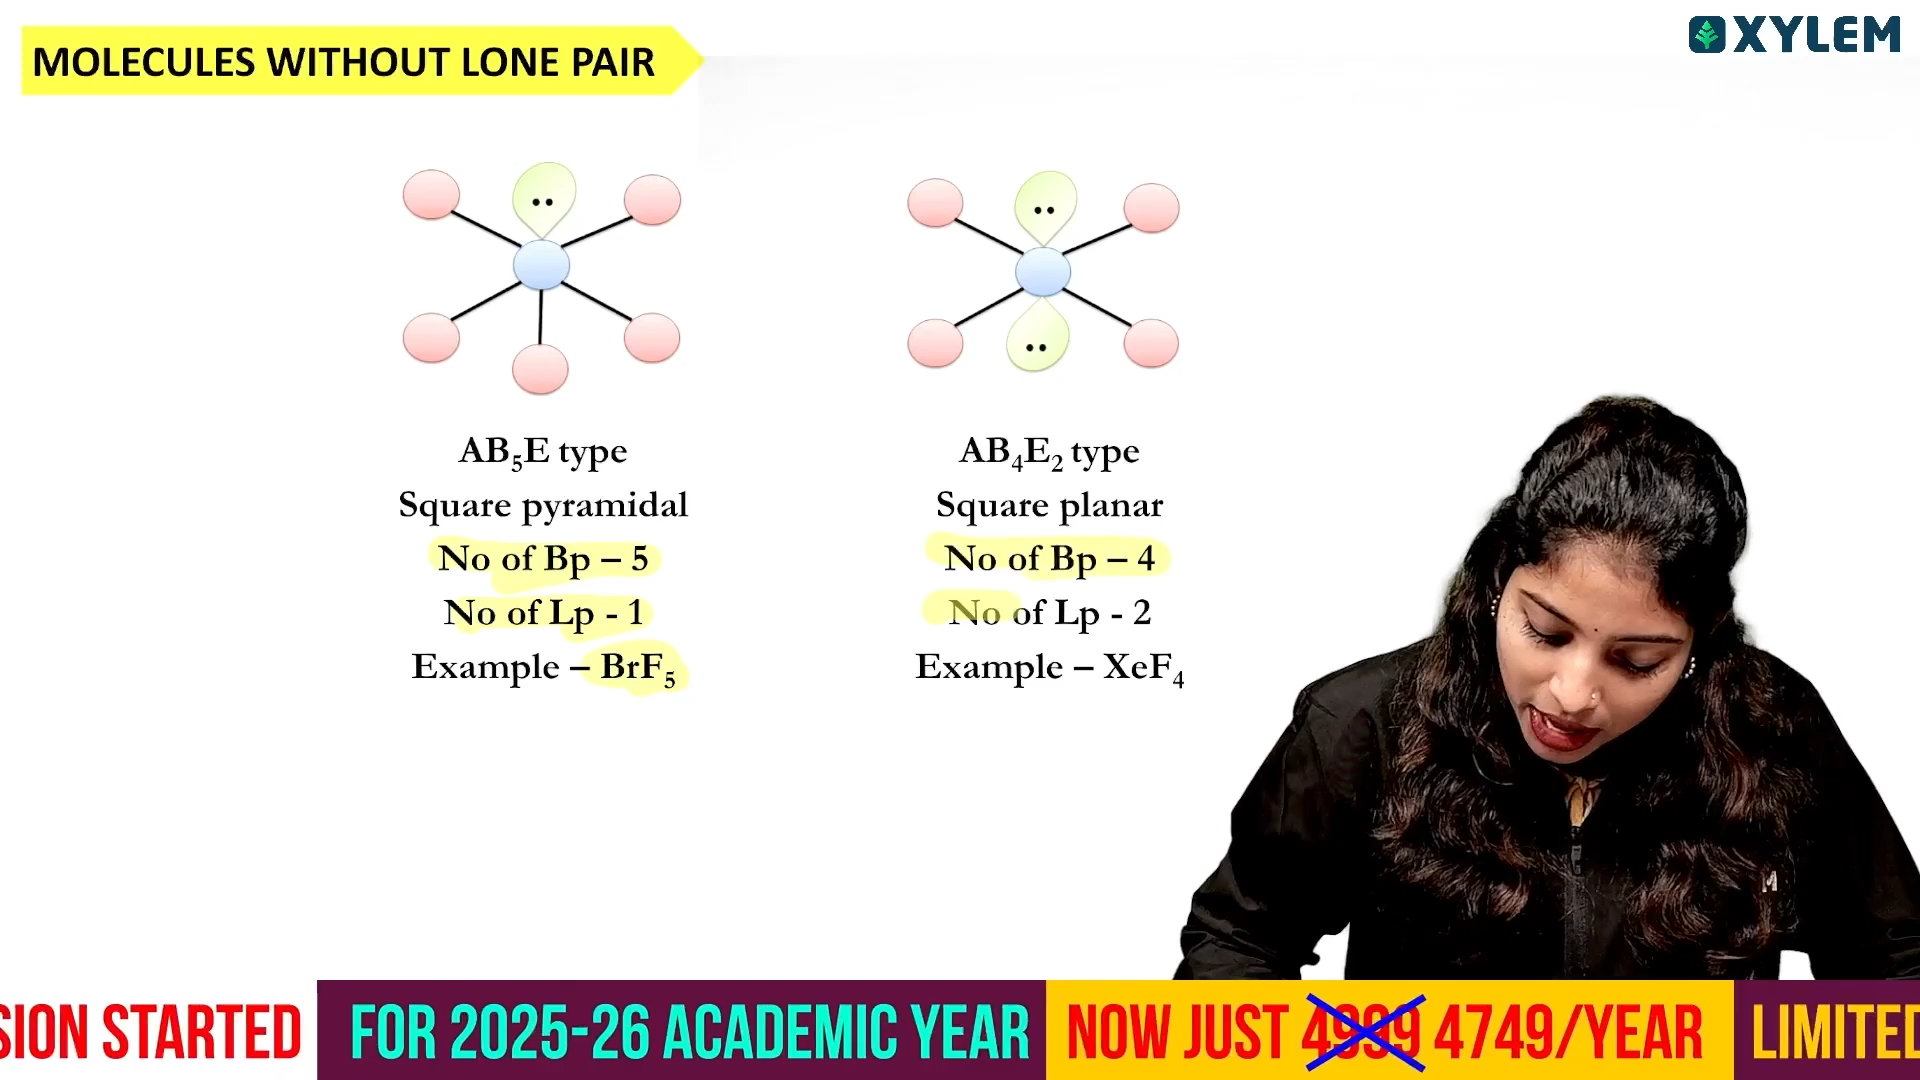 MOLECULES WITHOUT LONE PAIR
XYLEM
AB₅E type
Square pyramidal
No of Bp – 5
No of Lp - 1
Example – BrF₅
AB₄E₂ type
Square planar
No of Bp – 4
No of Lp - 2
Example – XeF₄
SION STARTED FOR 2025-26 ACADEMIC YEAR NOW JUST 4999 4749/YEAR LIMITED